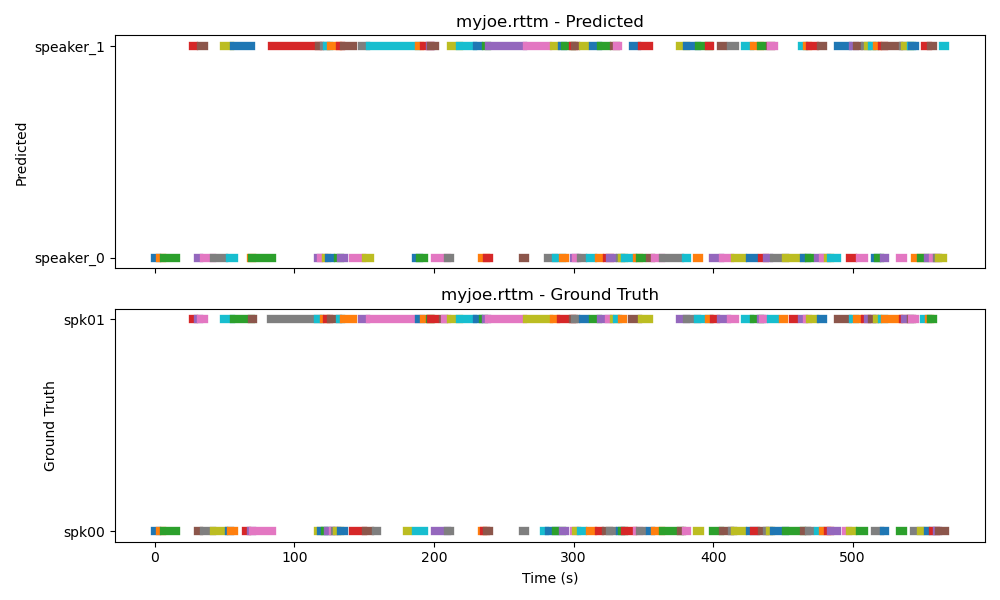 myjoe.rttm - Predicted
speaker_1
Predicted
speaker_0
myjoe.rttm - Ground Truth
spk01
Ground Truth
spk00
0 100 200 300 400 500
Time (s)